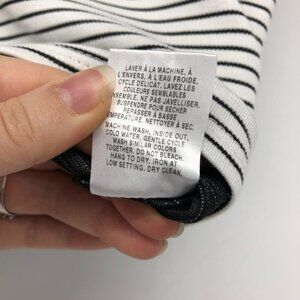 LAVER À LA MACHINE, À
L'ENVERS, À L'EAU FROIDE,
CYCLE DELICAT. LAVEZ LES
COULEURS SEMBLABLES
ENSEMBLE. NE PAS JAVELLISER.
SUSPENDRE POUR SÉCHER
REPASSER À BASSE
TEMPERATURE. NETTOYER À SEC.
MACHINE WASH, INSIDE OUT,
COLD WATER, GENTLE CYCLE
WASH SIMILAR COLORS
TOGETHER. DO NOT BLEACH.
HANG TO DRY. IRON AT
LOW SETTING. DRY CLEAN.